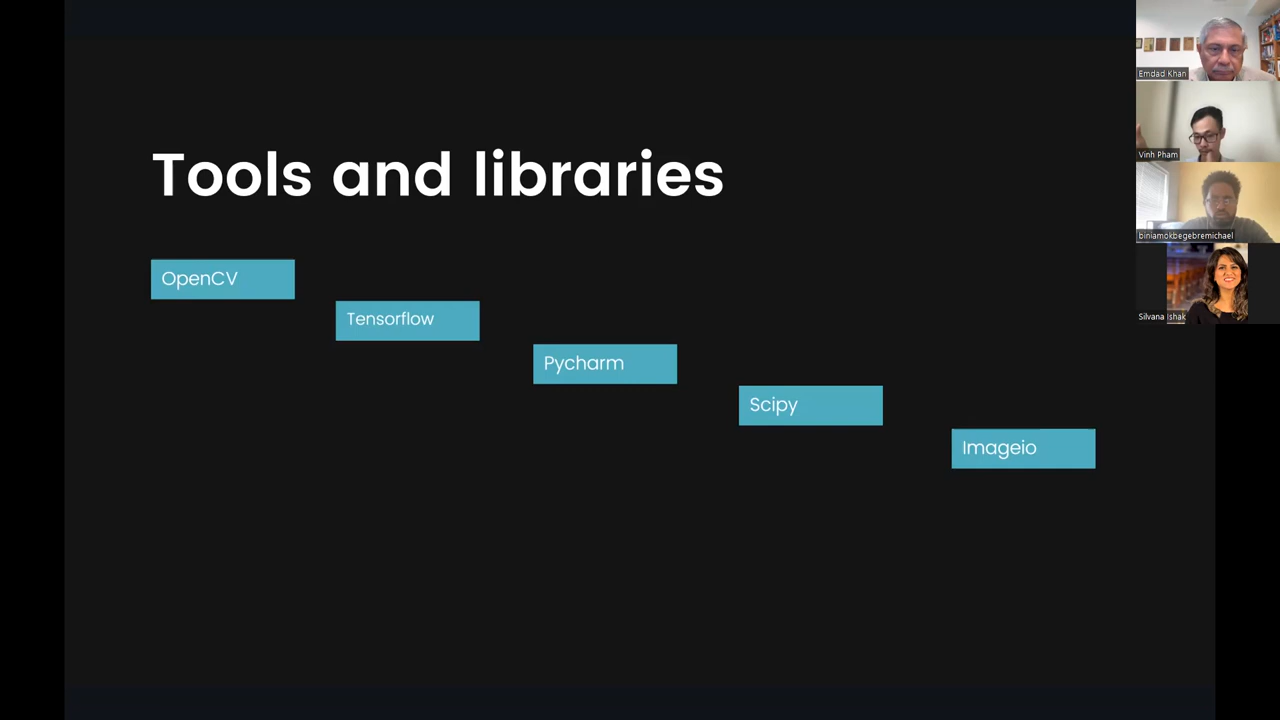 Tools and libraries
OpenCV
Tensorflow
Pycharm
Scipy
Imageio
Emdad Khan
Vinh Pham
biniamokbegebremichael
Silvana Ishak